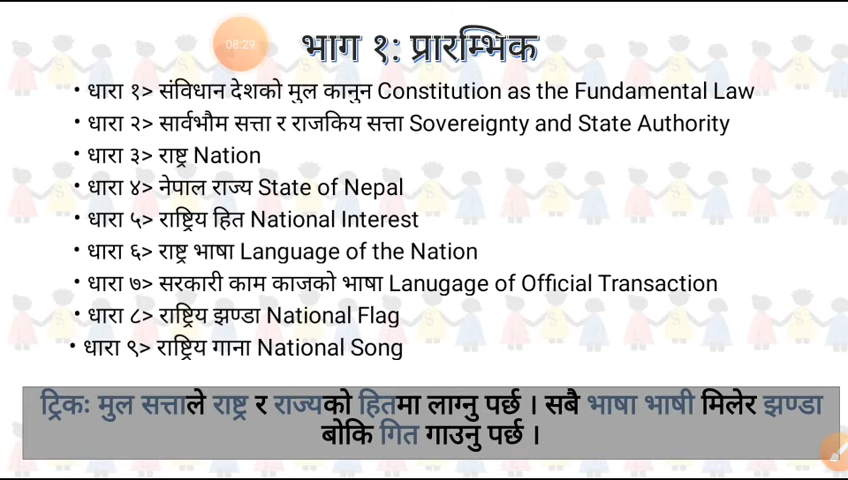 08:29
भाग १: प्रारम्भिक
• धारा १> संविधान देशको मुल कानुन Constitution as the Fundamental Law
• धारा २> सार्वभौम सत्ता र राजकिय सत्ता Sovereignty and State Authority
• धारा ३> राष्ट्र Nation
• धारा ४> नेपाल राज्य State of Nepal
• धारा ५> राष्ट्रिय हित National Interest
• धारा ६> राष्ट्र भाषा Language of the Nation
• धारा ७> सरकारी काम काजको भाषा Lanugage of Official Transaction
• धारा ८> राष्ट्रिय झण्डा National Flag
• धारा ९> राष्ट्रिय गाना National Song
ट्रिकः मुल सत्ताले राष्ट्र र राज्यको हितमा लाग्नु पर्छ । सबै भाषा भाषी मिलेर झण्डा
बोकि गित गाउनु पर्छ ।